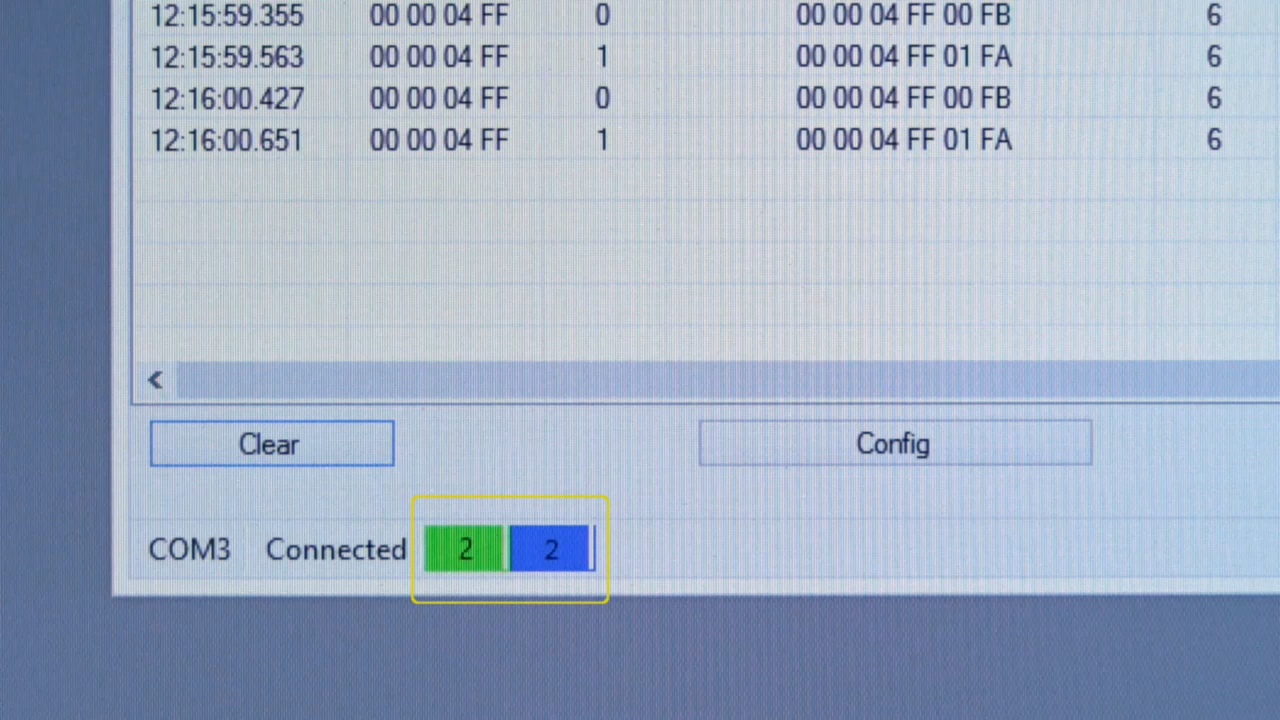 12:15:59.355 00 00 04 FF 0 00 00 04 FF 00 FB 6
12:15:59.563 00 00 04 FF 1 00 00 04 FF 01 FA 6
12:16:00.427 00 00 04 FF 0 00 00 04 FF 00 FB 6
12:16:00.651 00 00 04 FF 1 00 00 04 FF 01 FA 6
Clear Config
COM3 Connected 2 2